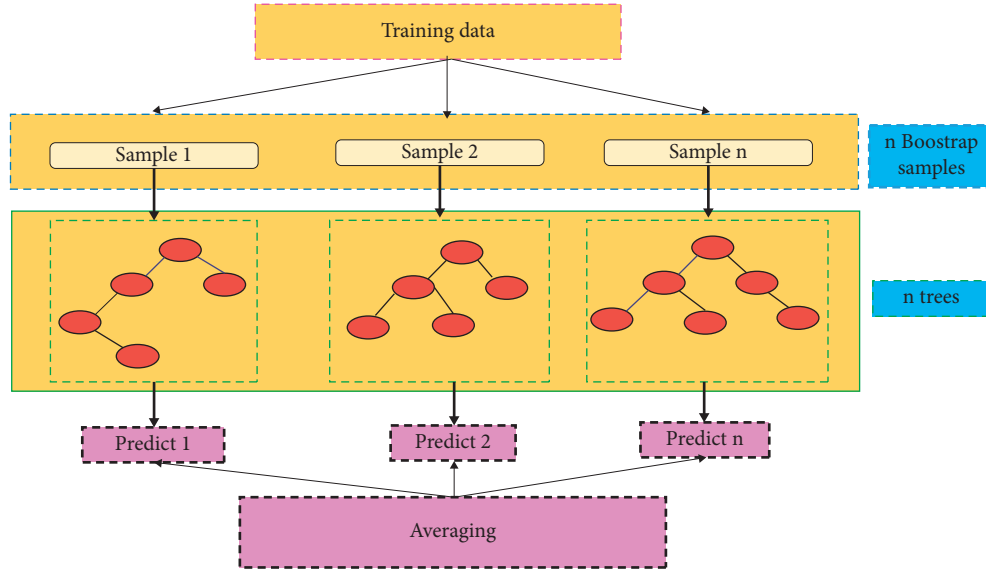 Training data
Sample 1
Sample 2
Sample n
n Boostrap
samples
n trees
Predict 1
Predict 2
Predict n
Averaging